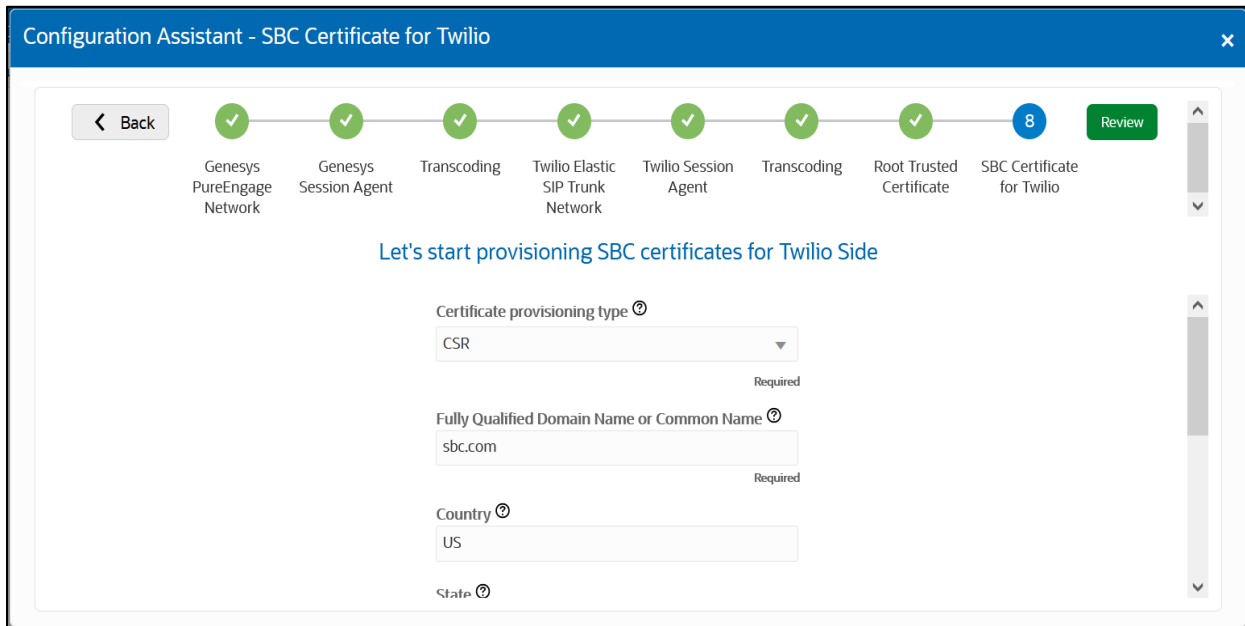 Configuration Assistant - SBC Certificate for Twilio
×
Back
8
Review
Genesys
PureEngage
Network
Genesys
Session Agent
Transcoding
Twilio Elastic
SIP Trunk
Network
Twilio Session
Agent
Transcoding
Root Trusted
Certificate
SBC Certificate
for Twilio
Let's start provisioning SBC certificates for Twilio Side
Certificate provisioning type ?
CSR
Required
Fully Qualified Domain Name or Common Name ?
sbc.com
Required
Country ?
US
State ?